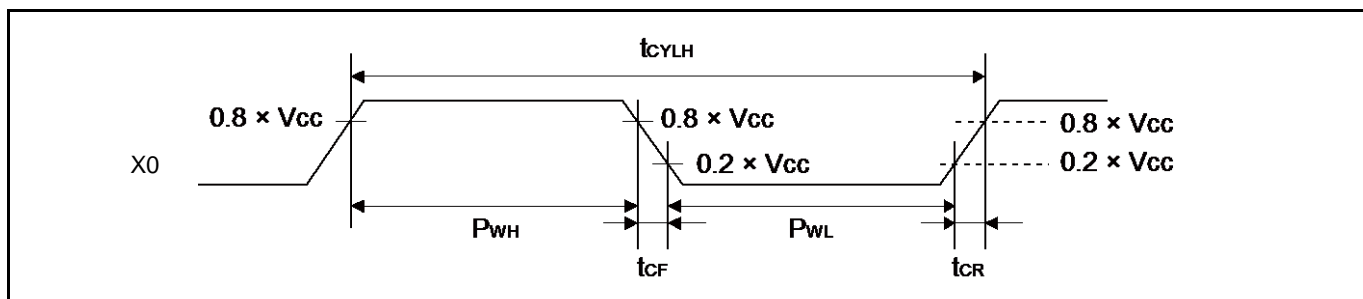 tCYLH
0.8 × Vcc
0.8 × Vcc
0.8 × Vcc
X0
0.2 × Vcc
0.2 × Vcc
PWH
PWL
tCF
tCR